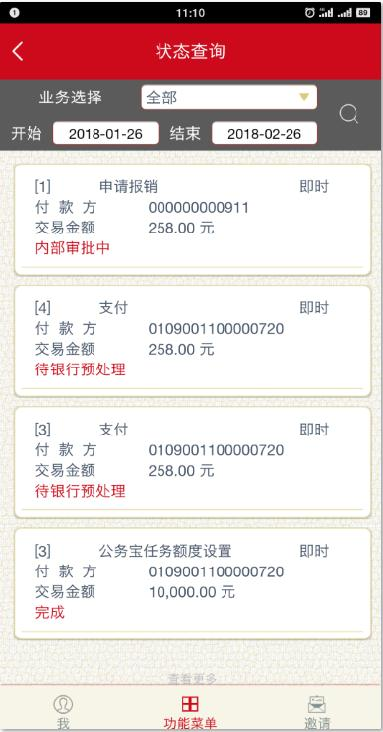 11:10
89
状态查询
业务选择 全部
开始 2018-01-26 结束 2018-02-26
[1] 申请报销 即时
付 款 方 000000000911
交易金额 258.00 元
内部审批中
[4] 支付 即时
付 款 方 0109001100000720
交易金额 258.00 元
待银行预处理
[3] 支付 即时
付 款 方 0109001100000720
交易金额 258.00 元
待银行预处理
[3] 公务宝任务额度设置 即时
付 款 方 0109001100000720
交易金额 10,000.00 元
完成
查看更多
我 功能菜单 邀请